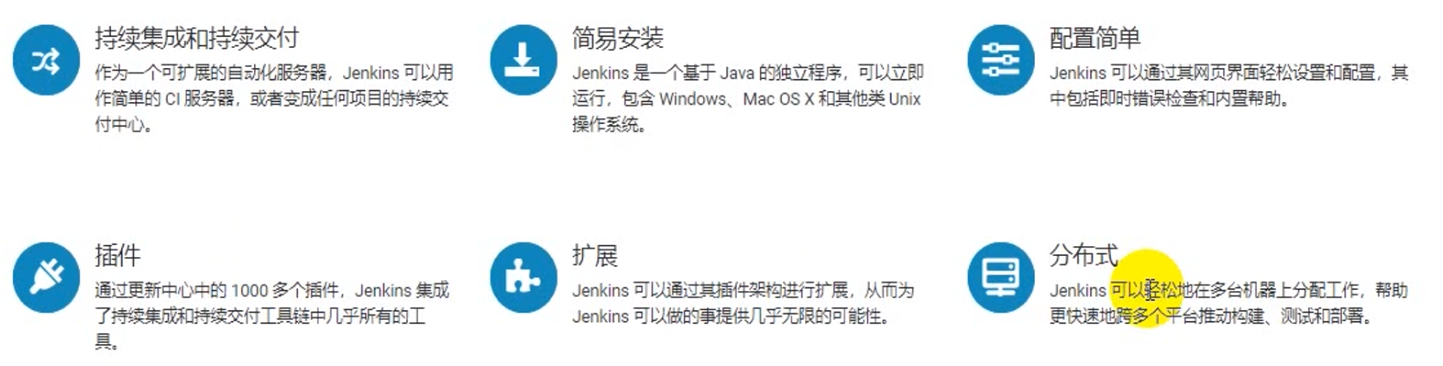 持续集成和持续交付
作为一个可扩展的自动化服务器，Jenkins 可以用
作简单的 CI 服务器，或者变成任何项目的持续交
付中心。
简易安装
Jenkins 是一个基于 Java 的独立程序，可以立即
运行，包含 Windows、Mac OS X 和其他类 Unix
操作系统。
配置简单
Jenkins 可以通过其网页界面轻松设置和配置，其
中包括即时错误检查和内置帮助。
插件
通过更新中心中的 1000 多个插件，Jenkins 集成
了持续集成和持续交付工具链中几乎所有的工
具。
扩展
Jenkins 可以通过其插件架构进行扩展，从而为
Jenkins 可以做的事提供几乎无限的可能性。
分布式
Jenkins 可以轻松地在多台机器上分配工作，帮助
更快速地跨多个平台推动构建、测试和部署。